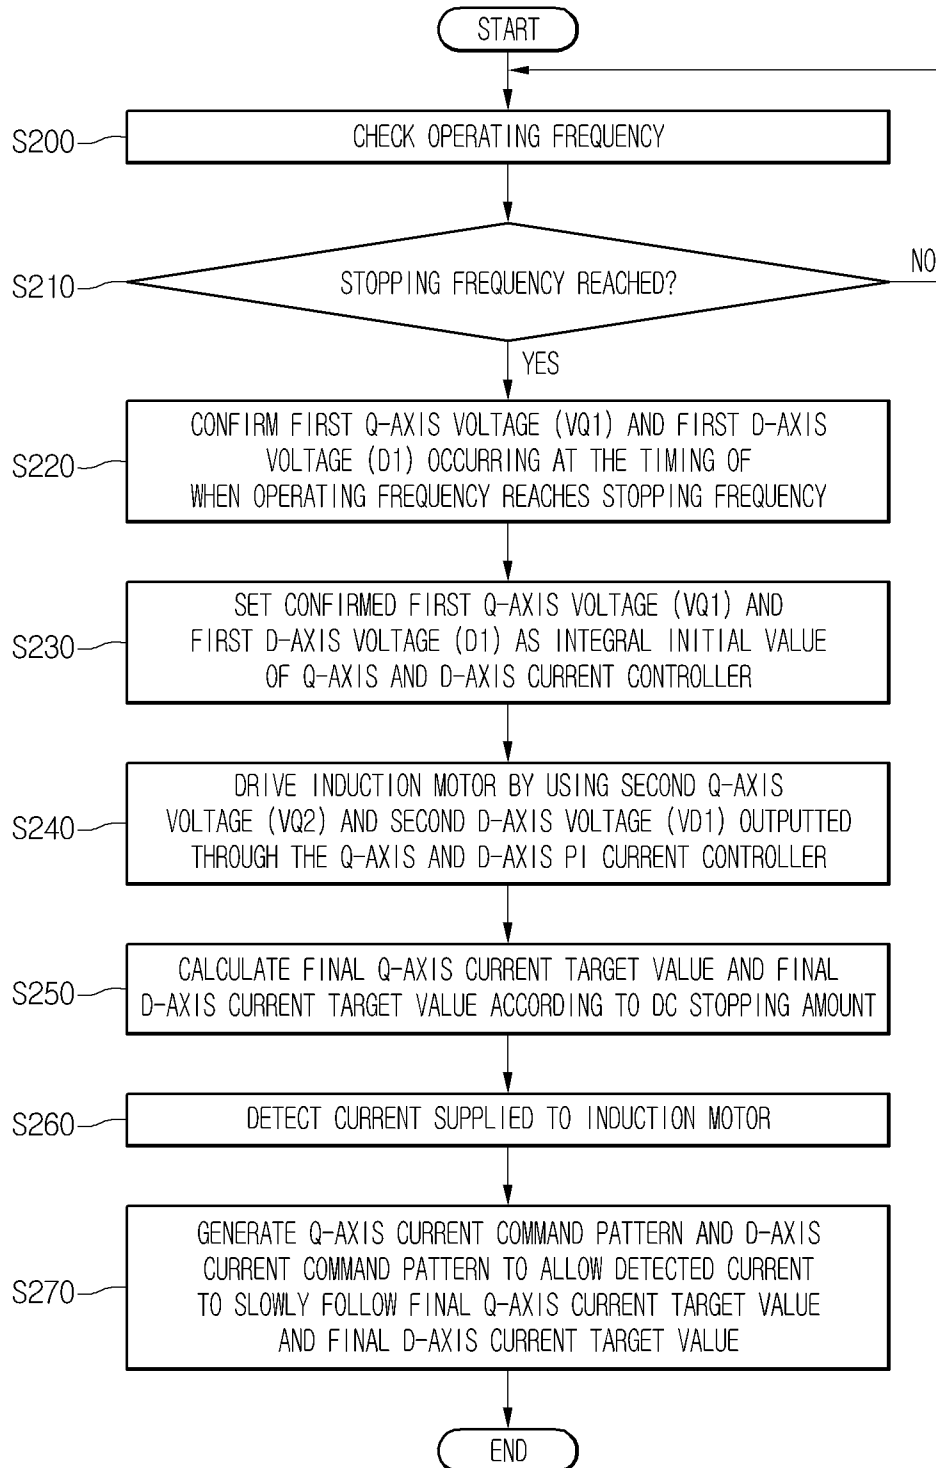 START
S200
CHECK OPERATING FREQUENCY
S210
STOPPING FREQUENCY REACHED?
NO
YES
S220
CONFIRM FIRST Q-AXIS VOLTAGE (VQ1) AND FIRST D-AXIS
VOLTAGE (D1) OCCURRING AT THE TIMING OF
WHEN OPERATING FREQUENCY REACHES STOPPING FREQUENCY
S230
SET CONFIRMED FIRST Q-AXIS VOLTAGE (VQ1) AND
FIRST D-AXIS VOLTAGE (D1) AS INTEGRAL INITIAL VALUE
OF Q-AXIS AND D-AXIS CURRENT CONTROLLER
S240
DRIVE INDUCTION MOTOR BY USING SECOND Q-AXIS
VOLTAGE (VQ2) AND SECOND D-AXIS VOLTAGE (VD1) OUTPUTTED
THROUGH THE Q-AXIS AND D-AXIS PI CURRENT CONTROLLER
S250
CALCULATE FINAL Q-AXIS CURRENT TARGET VALUE AND FINAL
D-AXIS CURRENT TARGET VALUE ACCORDING TO DC STOPPING AMOUNT
S260
DETECT CURRENT SUPPLIED TO INDUCTION MOTOR
S270
GENERATE Q-AXIS CURRENT COMMAND PATTERN AND D-AXIS
CURRENT COMMAND PATTERN TO ALLOW DETECTED CURRENT
TO SLOWLY FOLLOW FINAL Q-AXIS CURRENT TARGET VALUE
AND FINAL D-AXIS CURRENT TARGET VALUE
END